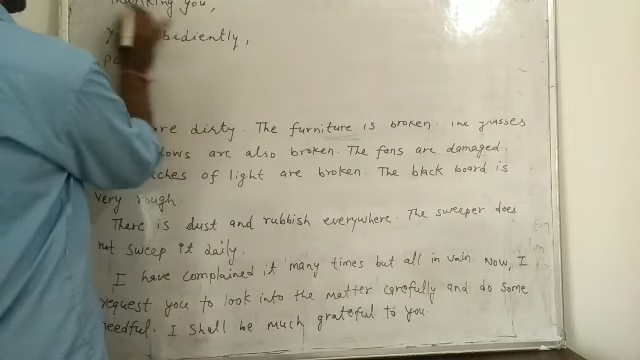 Thanking you,
obediently,
dirty. The furniture is broken. The glasses
dows are also broken. The fans are damaged.
ches of light are broken. The black board is
very rough.
There is dust and rubbish everywhere. The sweeper does
not sweep it daily.
I have complained it many times but all in vain. Now, I
request you to look into the matter carefully and do some
needful. I shall be much grateful to you.